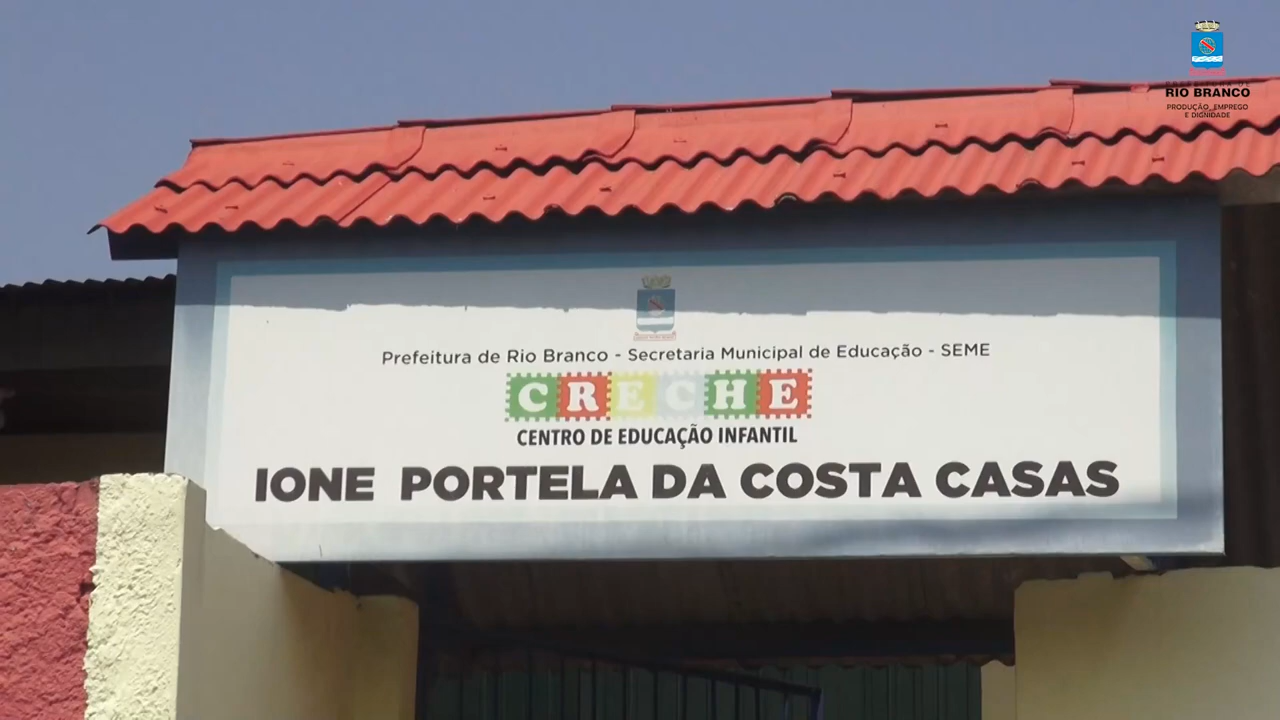 RIO BRANCO
PRODUÇÃO, EMPREGO
E DIGNIDADE
Prefeitura de Rio Branco - Secretaria Municipal de Educação - SEME
CRECHE
CENTRO DE EDUCAÇÃO INFANTIL
IONE PORTELA DA COSTA CASAS